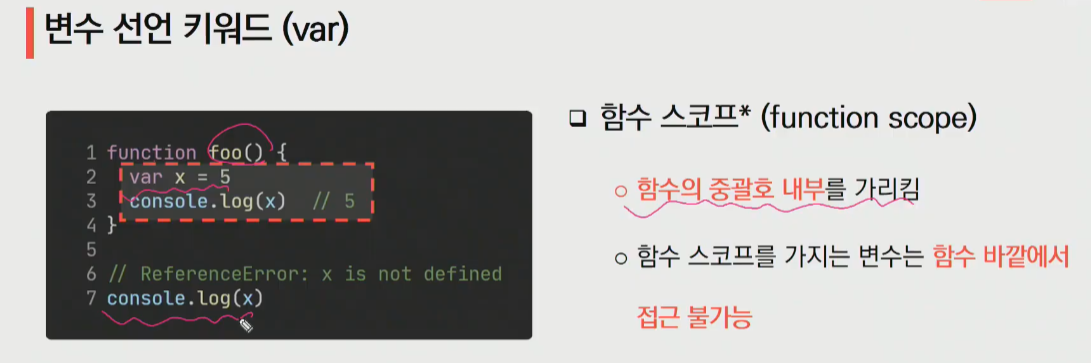 변수 선언 키워드 (var)
1 function foo() {
2 var x = 5
3 console.log(x) // 5
4 }
5
6 // ReferenceError: x is not defined
7 console.log(x)
❑ 함수 스코프* (function scope)
○ 함수의 중괄호 내부를 가리킴
○ 함수 스코프를 가지는 변수는 함수 바깥에서
접근 불가능